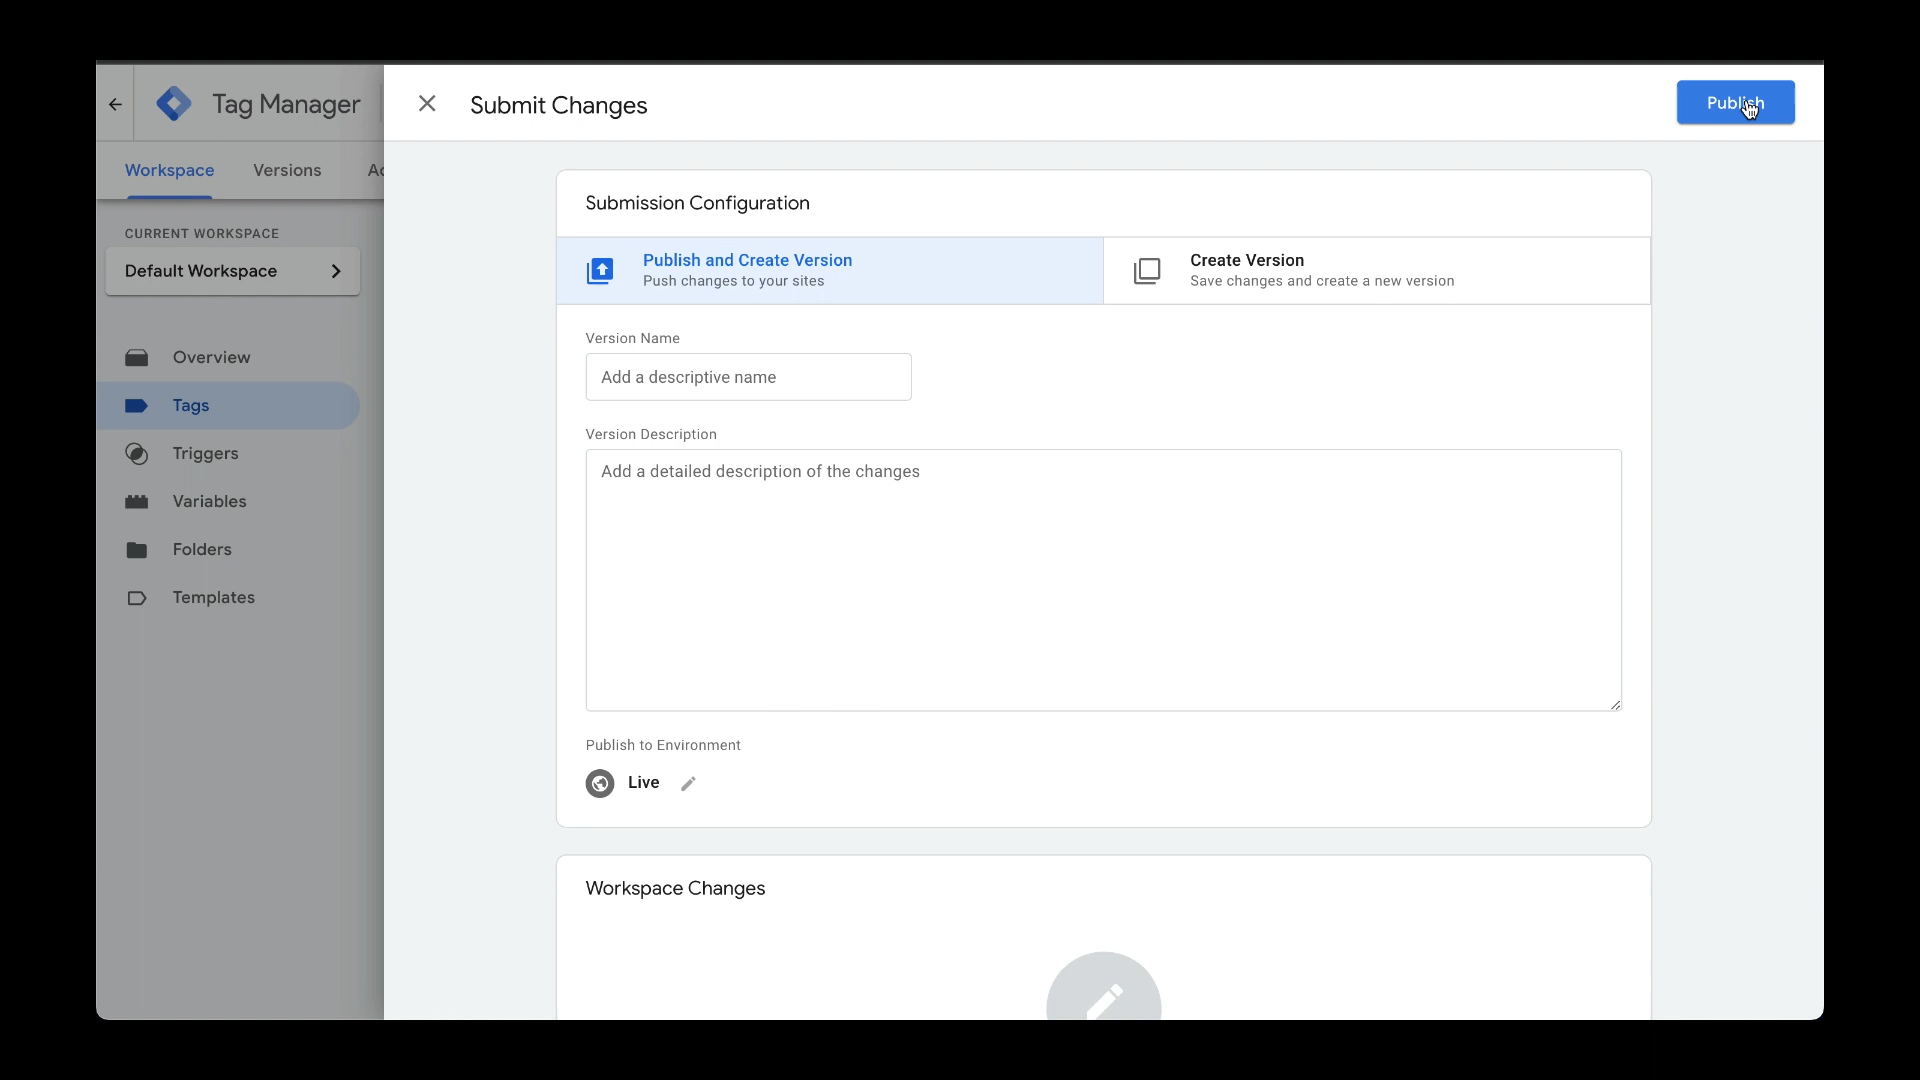 Tag Manager
Submit Changes
Publish
Workspace
Versions
CURRENT WORKSPACE
Default Workspace
Overview
Tags
Triggers
Variables
Folders
Templates
Submission Configuration
Publish and Create Version
Push changes to your sites
Create Version
Save changes and create a new version
Version Name
Add a descriptive name
Version Description
Add a detailed description of the changes
Publish to Environment
Live
Workspace Changes